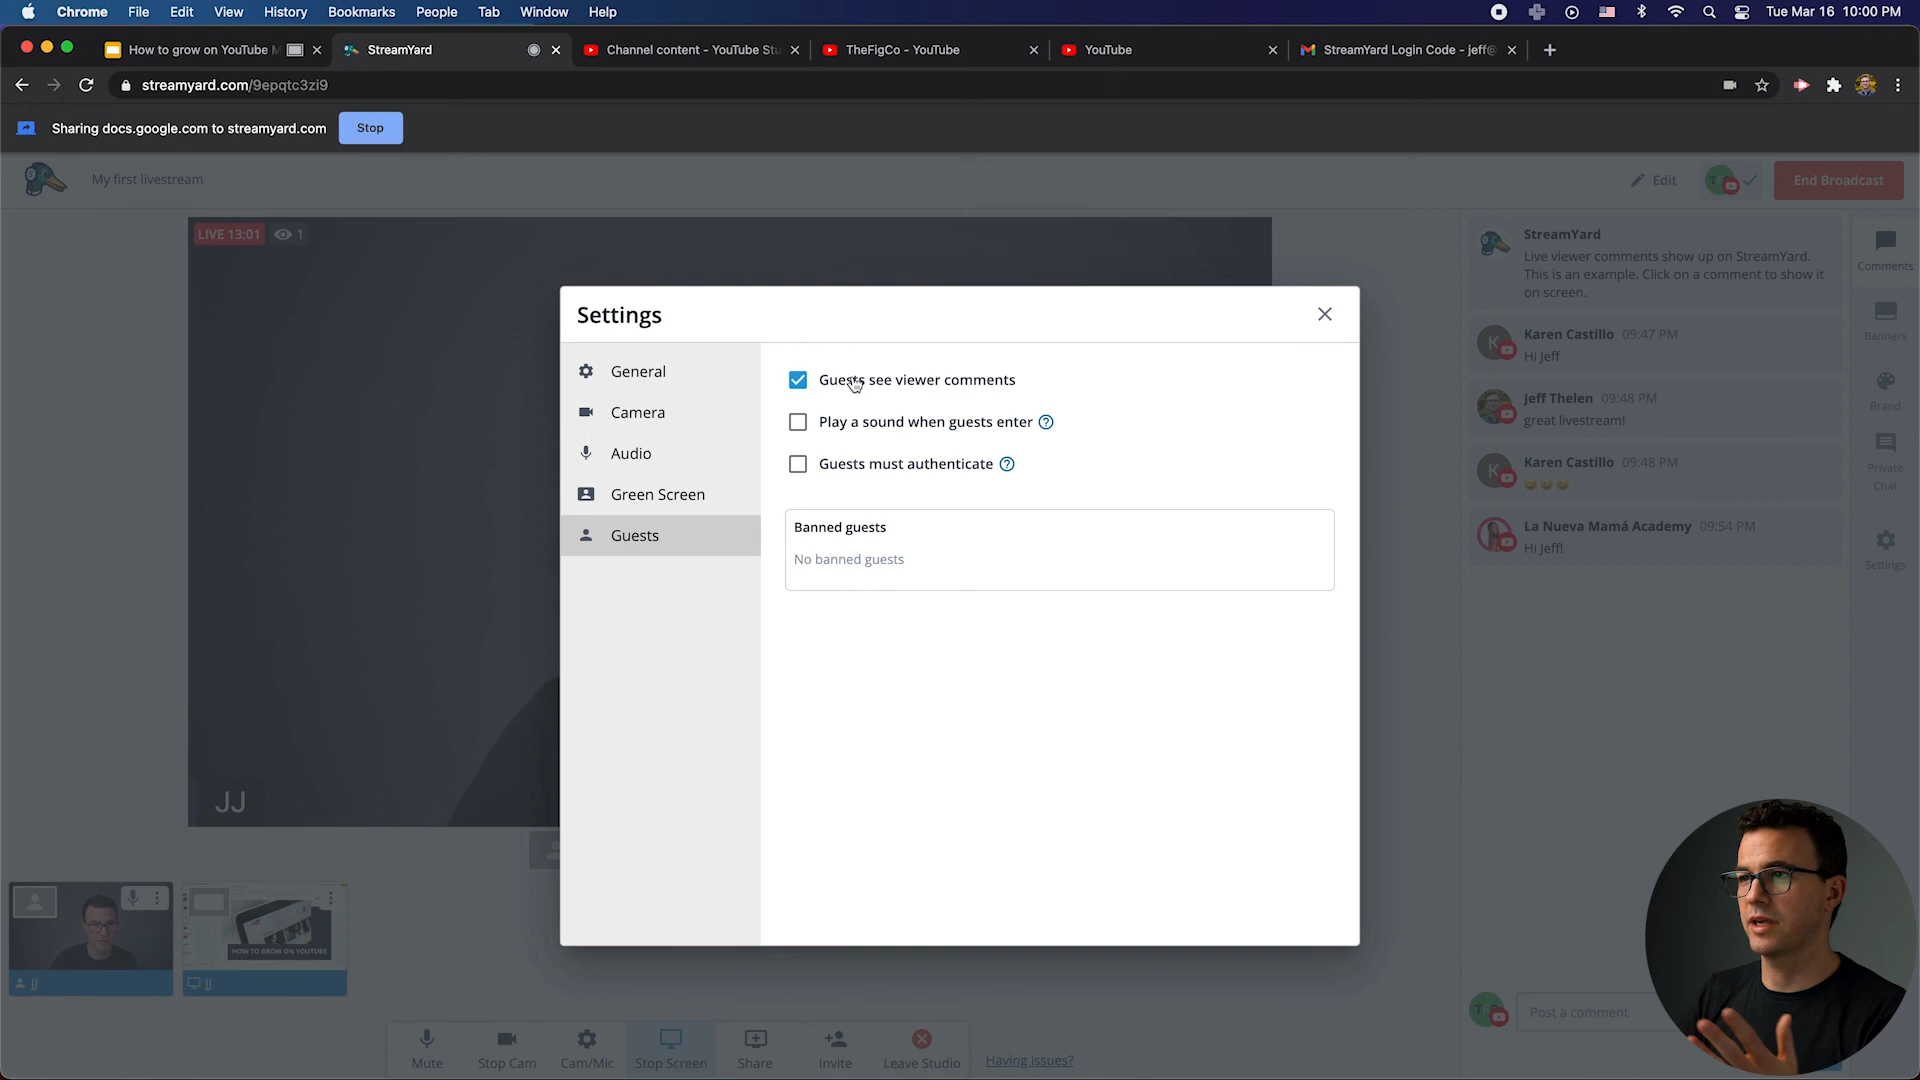 Chrome File Edit View History Bookmarks People Tab Window Help Tue Mar 16 10:00 PM
How to grow on YouTube StreamYard Channel content - YouTube Stu TheFigCo - YouTube YouTube StreamYard Login Code - jeff@
streamyard.com/9epqtc3zi9
Sharing docs.google.com to streamyard.com Stop
My first livestream Edit End Broadcast
LIVE 13:01 1
StreamYard
Live viewer comments show up on StreamYard.
This is an example. Click on a comment to show it
on screen.
Karen Castillo 09:47 PM
Hi Jeff
Jeff Thelen 09:48 PM
great livestream!
Karen Castillo 09:48 PM
La Nueva Mamá Academy 09:54 PM
Hi Jeff!
Comments
Banners
Brand
Private
Chat
Settings
Settings
General
Camera
Audio
Green Screen
Guests
Guests see viewer comments
Play a sound when guests enter
Guests must authenticate
Banned guests
No banned guests
JJ
HOW TO GROW ON YOUTUBE
JJ
JJ
Post a comment
Mute Stop Cam Cam/Mic Stop Screen Share Invite Leave Studio Having issues?